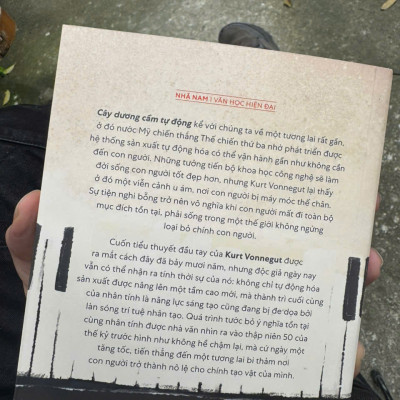 NHÃ NAM | VĂN HỌC HIỆN ĐẠI
Cây dương cầm tự động kể với chúng ta về một tương lai rất gần,
ở đó nước Mỹ chiến thắng Thế chiến thứ ba nhờ phát triển được
hệ thống sản xuất tự động hóa có thể vận hành gần như không cần
đến con người. Những tưởng tiến bộ khoa học công nghệ sẽ làm
đời sống con người tốt đẹp hơn, nhưng Kurt Vonnegut lại thấy
ở đó một viễn cảnh u ám, nơi con người bị máy móc thế chân.
Sự tiện nghi bỗng trở nên vô nghĩa khi con người mất đi toàn bộ
mục đích tồn tại, phải sống trong một thế giới không ngừng
loại bỏ chính con người.
Cuốn tiểu thuyết đầu tay của Kurt Vonnegut được
ra mắt cách đây đã bảy mươi năm, nhưng độc giả ngày nay
vẫn có thể nhận ra tính thời sự của nó: không chỉ tự động hóa
sản xuất được nâng lên một tầm cao mới, mà thành trì cuối cùng
của nhân tính là năng lực sáng tạo cũng đang bị đe dọa bởi
làn sóng trí tuệ nhân tạo. Quá trình tước bỏ ý nghĩa tồn tại
cùng nhân tính được nhà văn nhìn ra vào thập niên 50 của
thế kỷ trước hình như không hề chậm lại, mà cứ ngày một
tăng tốc, tiến thẳng đến một tương lai bi thảm nơi
con người trở thành nô lệ cho chính tạo vật của mình.